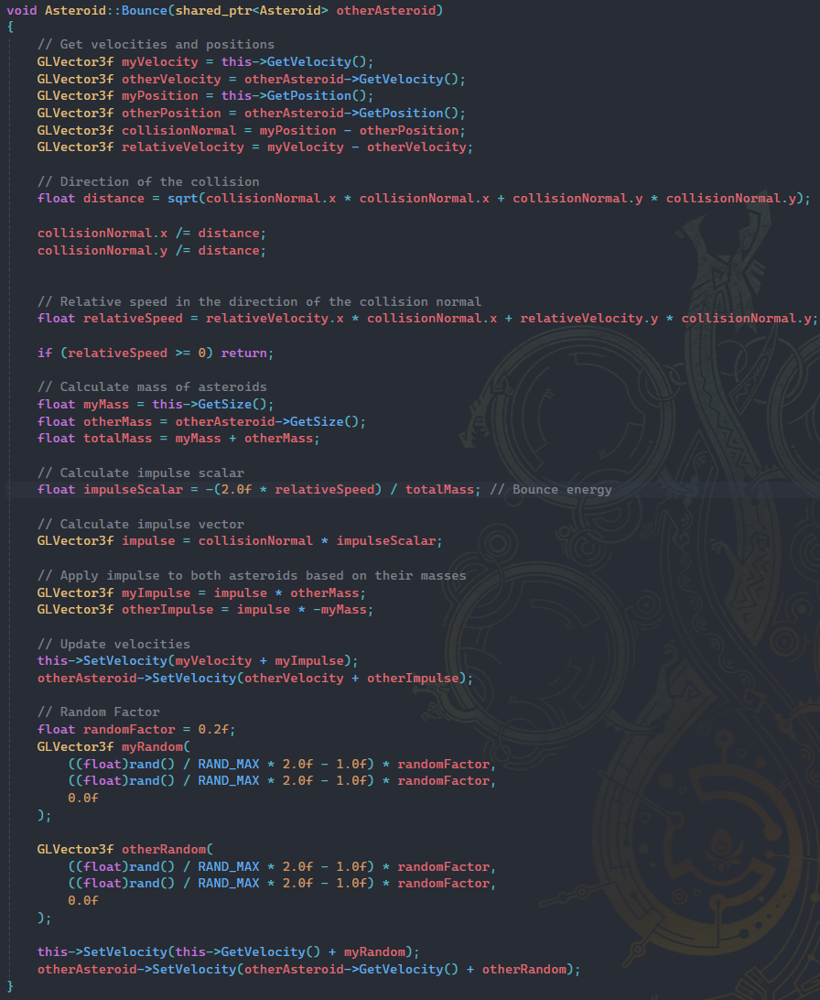 void Asteroid::Bounce(shared_ptr<Asteroid> otherAsteroid)
{
    // Get velocities and positions
    GLVector3f myVelocity = this->GetVelocity();
    GLVector3f otherVelocity = otherAsteroid->GetVelocity();
    GLVector3f myPosition = this->GetPosition();
    GLVector3f otherPosition = otherAsteroid->GetPosition();
    GLVector3f collisionNormal = myPosition - otherPosition;
    GLVector3f relativeVelocity = myVelocity - otherVelocity;

    // Direction of the collision
    float distance = sqrt(collisionNormal.x * collisionNormal.x + collisionNormal.y * collisionNormal.y);

    collisionNormal.x /= distance;
    collisionNormal.y /= distance;


    // Relative speed in the direction of the collision normal
    float relativeSpeed = relativeVelocity.x * collisionNormal.x + relativeVelocity.y * collisionNormal.y;

    if (relativeSpeed >= 0) return;

    // Calculate mass of asteroids
    float myMass = this->GetSize();
    float otherMass = otherAsteroid->GetSize();
    float totalMass = myMass + otherMass;

    // Calculate impulse scalar
    float impulseScalar = -(2.0f * relativeSpeed) / totalMass; // Bounce energy

    // Calculate impulse vector
    GLVector3f impulse = collisionNormal * impulseScalar;

    // Apply impulse to both asteroids based on their masses
    GLVector3f myImpulse = impulse * otherMass;
    GLVector3f otherImpulse = impulse * -myMass;

    // Update velocities
    this->SetVelocity(myVelocity + myImpulse);
    otherAsteroid->SetVelocity(otherVelocity + otherImpulse);

    // Random Factor
    float randomFactor = 0.2f;
    GLVector3f myRandom(
        ((float)rand() / RAND_MAX * 2.0f - 1.0f) * randomFactor,
        ((float)rand() / RAND_MAX * 2.0f - 1.0f) * randomFactor,
        0.0f
    );

    GLVector3f otherRandom(
        ((float)rand() / RAND_MAX * 2.0f - 1.0f) * randomFactor,
        ((float)rand() / RAND_MAX * 2.0f - 1.0f) * randomFactor,
        0.0f
    );

    this->SetVelocity(this->GetVelocity() + myRandom);
    otherAsteroid->SetVelocity(otherAsteroid->GetVelocity() + otherRandom);
}